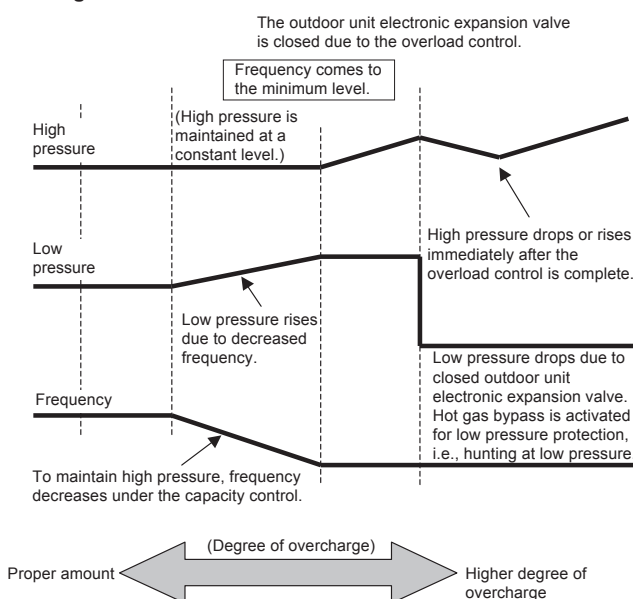 The outdoor unit electronic expansion valve
is closed due to the overload control.
Frequency comes to
the minimum level.
High
pressure
(High pressure is
maintained at a
constant level.)
High pressure drops or rises
immediately after the
overload control is complete.
Low
pressure
Low pressure rises
due to decreased
frequency.
Low pressure drops due to
closed outdoor unit
electronic expansion valve.
Hot gas bypass is activated
for low pressure protection,
i.e., hunting at low pressure
Frequency
To maintain high pressure, frequency
decreases under the capacity control.
(Degree of overcharge)
Proper amount
Higher degree of
overcharge